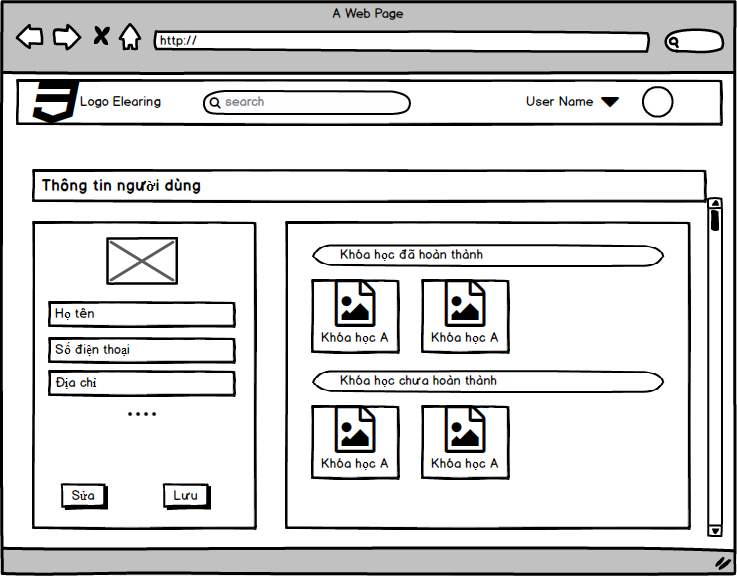 A Web Page
http://
Logo Elearing
search
User Name
Thông tin người dùng
Họ tên
Số điện thoại
Địa chỉ
....
Sửa
Lưu
Khóa học đã hoàn thành
Khóa học A
Khóa học A
Khóa học chưa hoàn thành
Khóa học A
Khóa học A